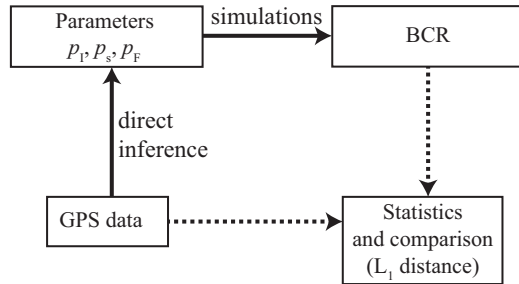 Parameters
p_I, p_s, p_F
simulations
BCR
direct
inference
GPS data
Statistics
and comparison
(L_1 distance)